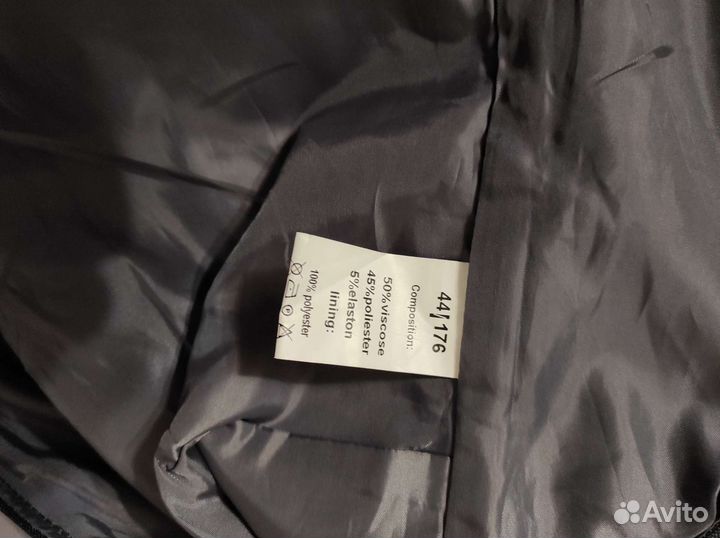 44/176
Composition:
50%viscose
45%poliester
5%elaston
lining:
100% polyester
Avito